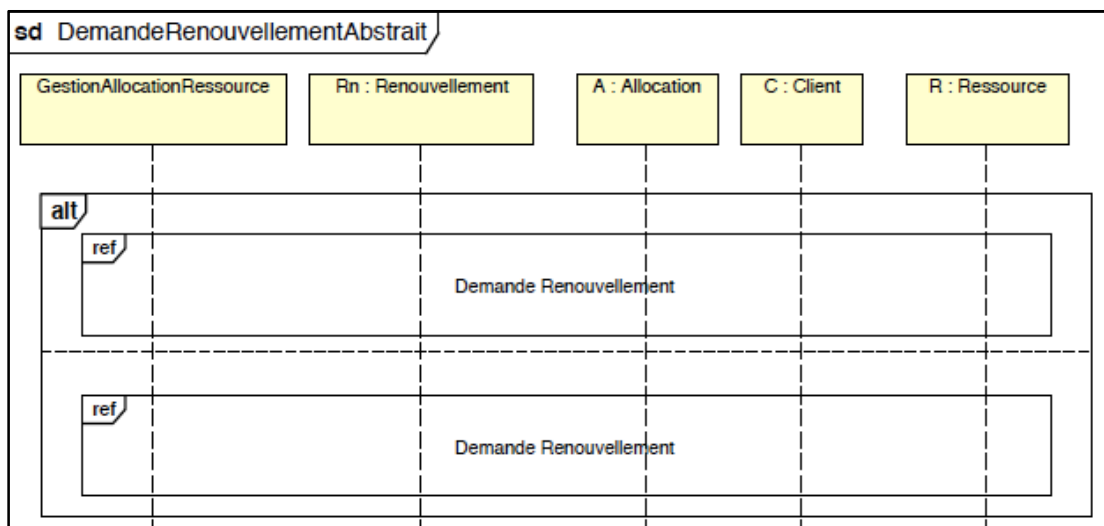 sd DemandeRenouvellementAbstrait
GestionAllocationRessource Rn : Renouvellement A : Allocation C : Client R : Ressource
alt
ref
Demande Renouvellement
ref
Demande Renouvellement